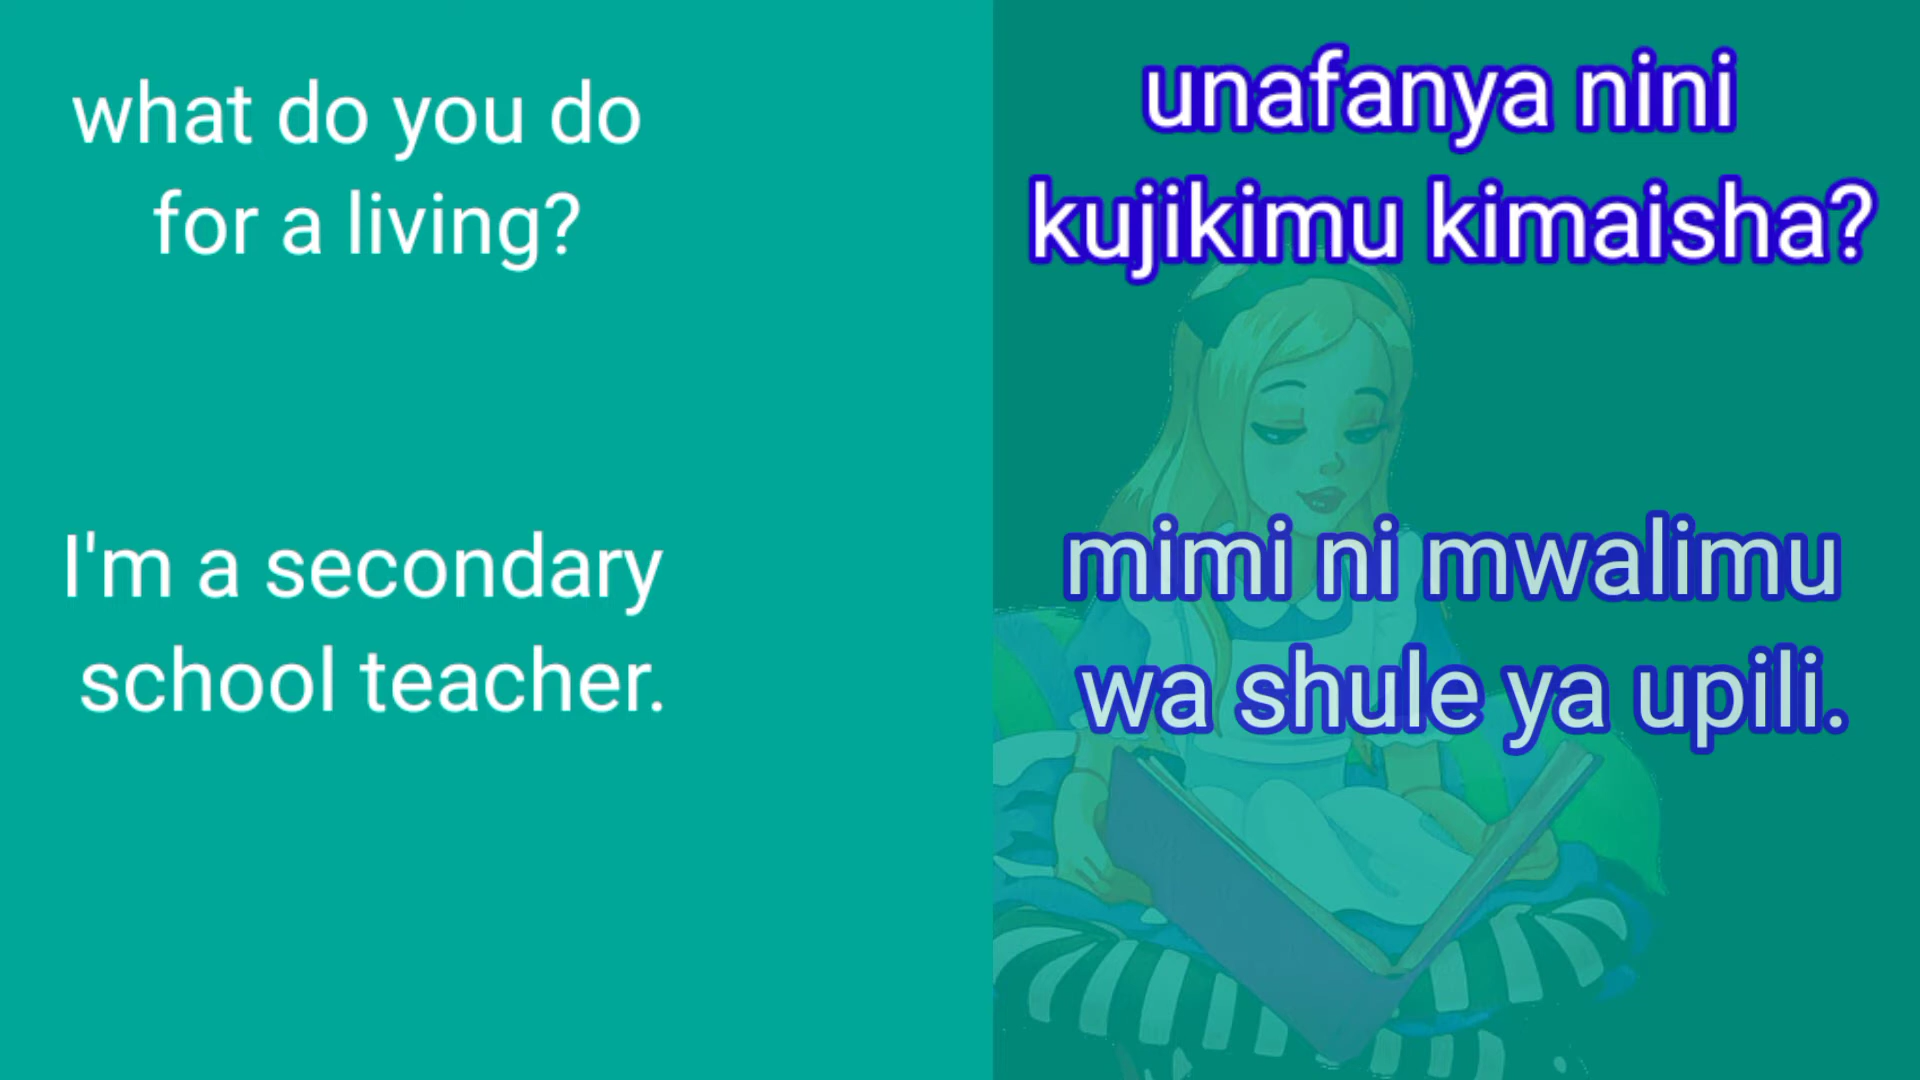 what do you do
for a living?
unafanya nini
kujikimu kimaisha?
I'm a secondary
school teacher.
mimi ni mwalimu
wa shule ya upili.